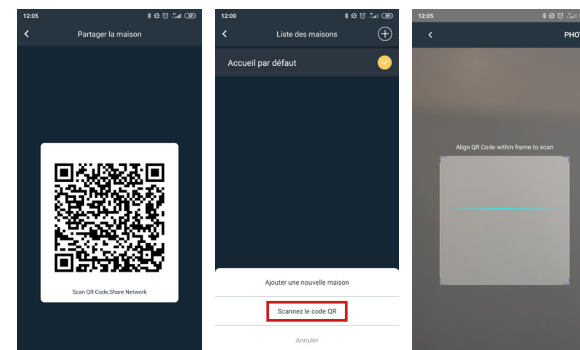 12:05
Partager la maison
Scan QR Code,Share Network
12:00
Liste des maisons
Accueil par défaut
Ajouter une nouvelle maison
Scannez le code QR
Annuler
12:05
PHOT
Align QR Code within frame to scan